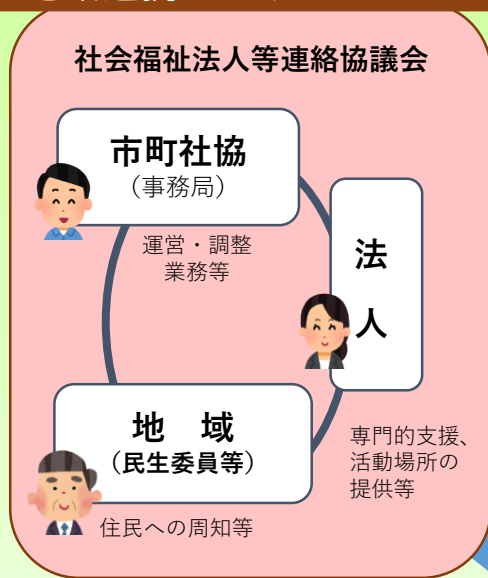 社会福祉法人等連絡協議会
市町社協
（事務局）
運営・調整
業務等
法
人
専門的支援、
活動場所の
提供等
地　域
（民生委員等）
住民への周知等